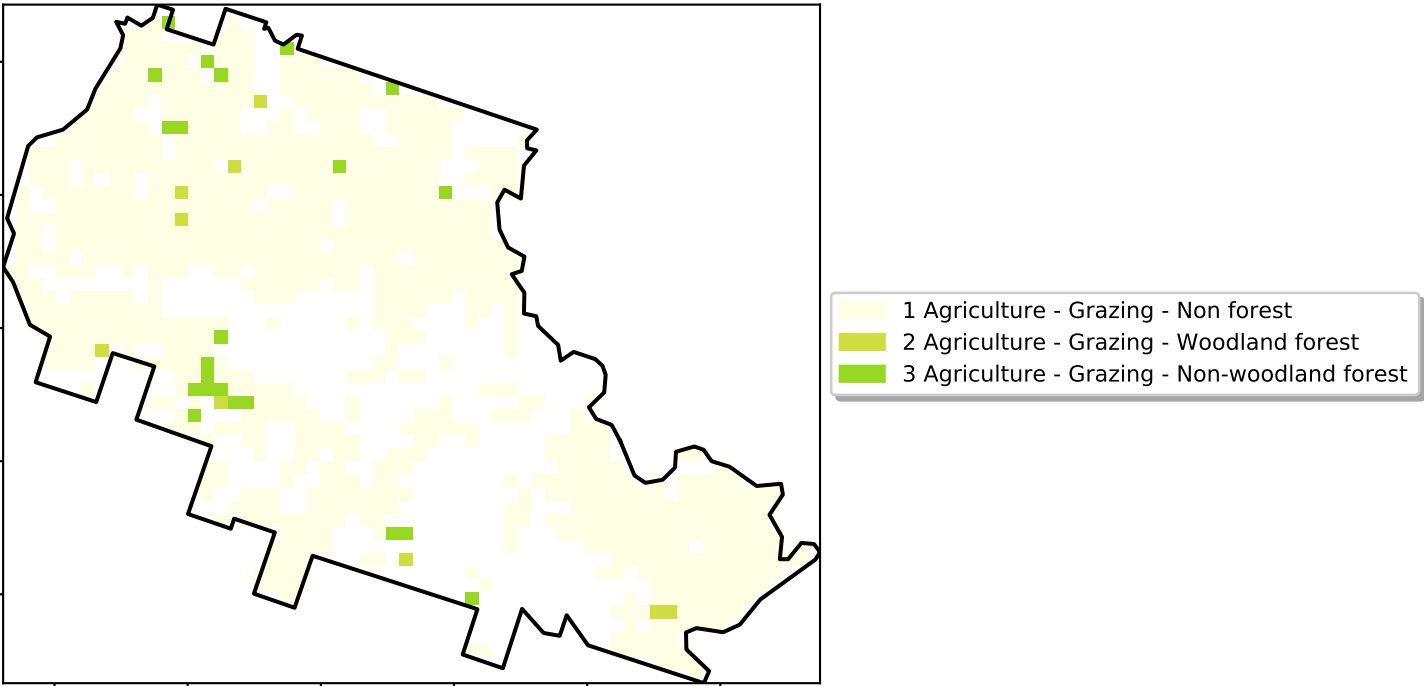 1 Agriculture - Grazing - Non forest
2 Agriculture - Grazing - Woodland forest
3 Agriculture - Grazing - Non-woodland forest